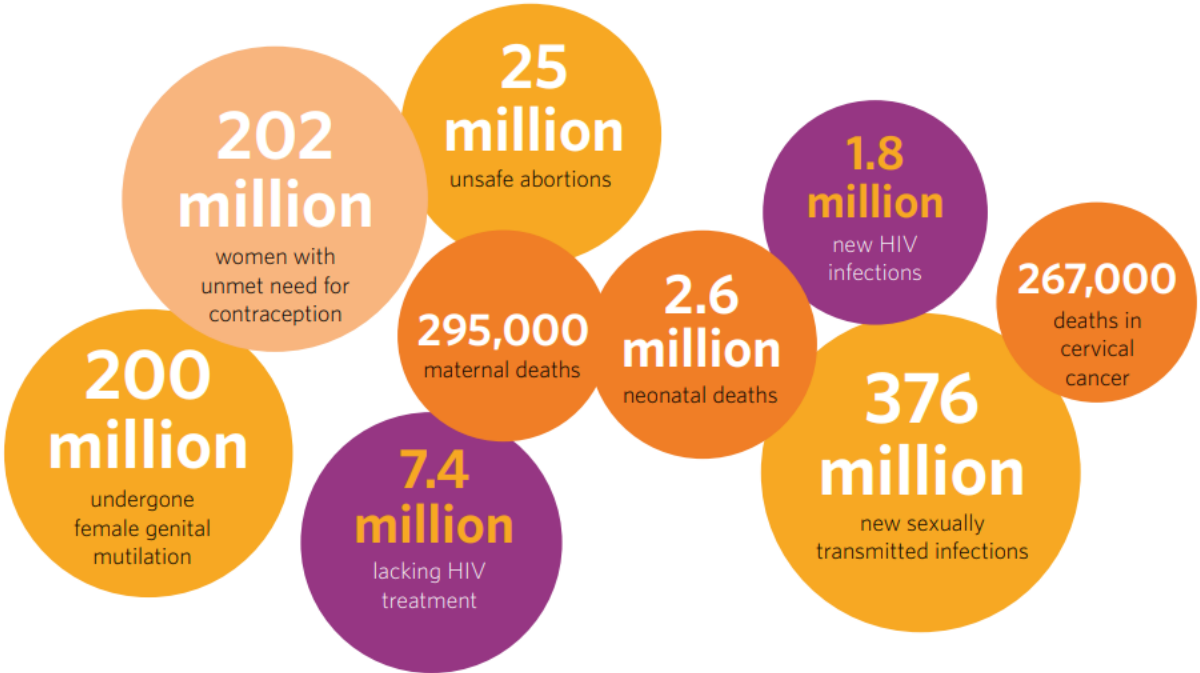 25
million
unsafe abortions
202
million
women with
unmet need for
contraception
1.8
million
new HIV
infections
267,000
deaths in
cervical
cancer
295,000
maternal deaths
2.6
million
neonatal deaths
200
million
undergone
female genital
mutilation
7.4
million
lacking HIV
treatment
376
million
new sexually
transmitted infections